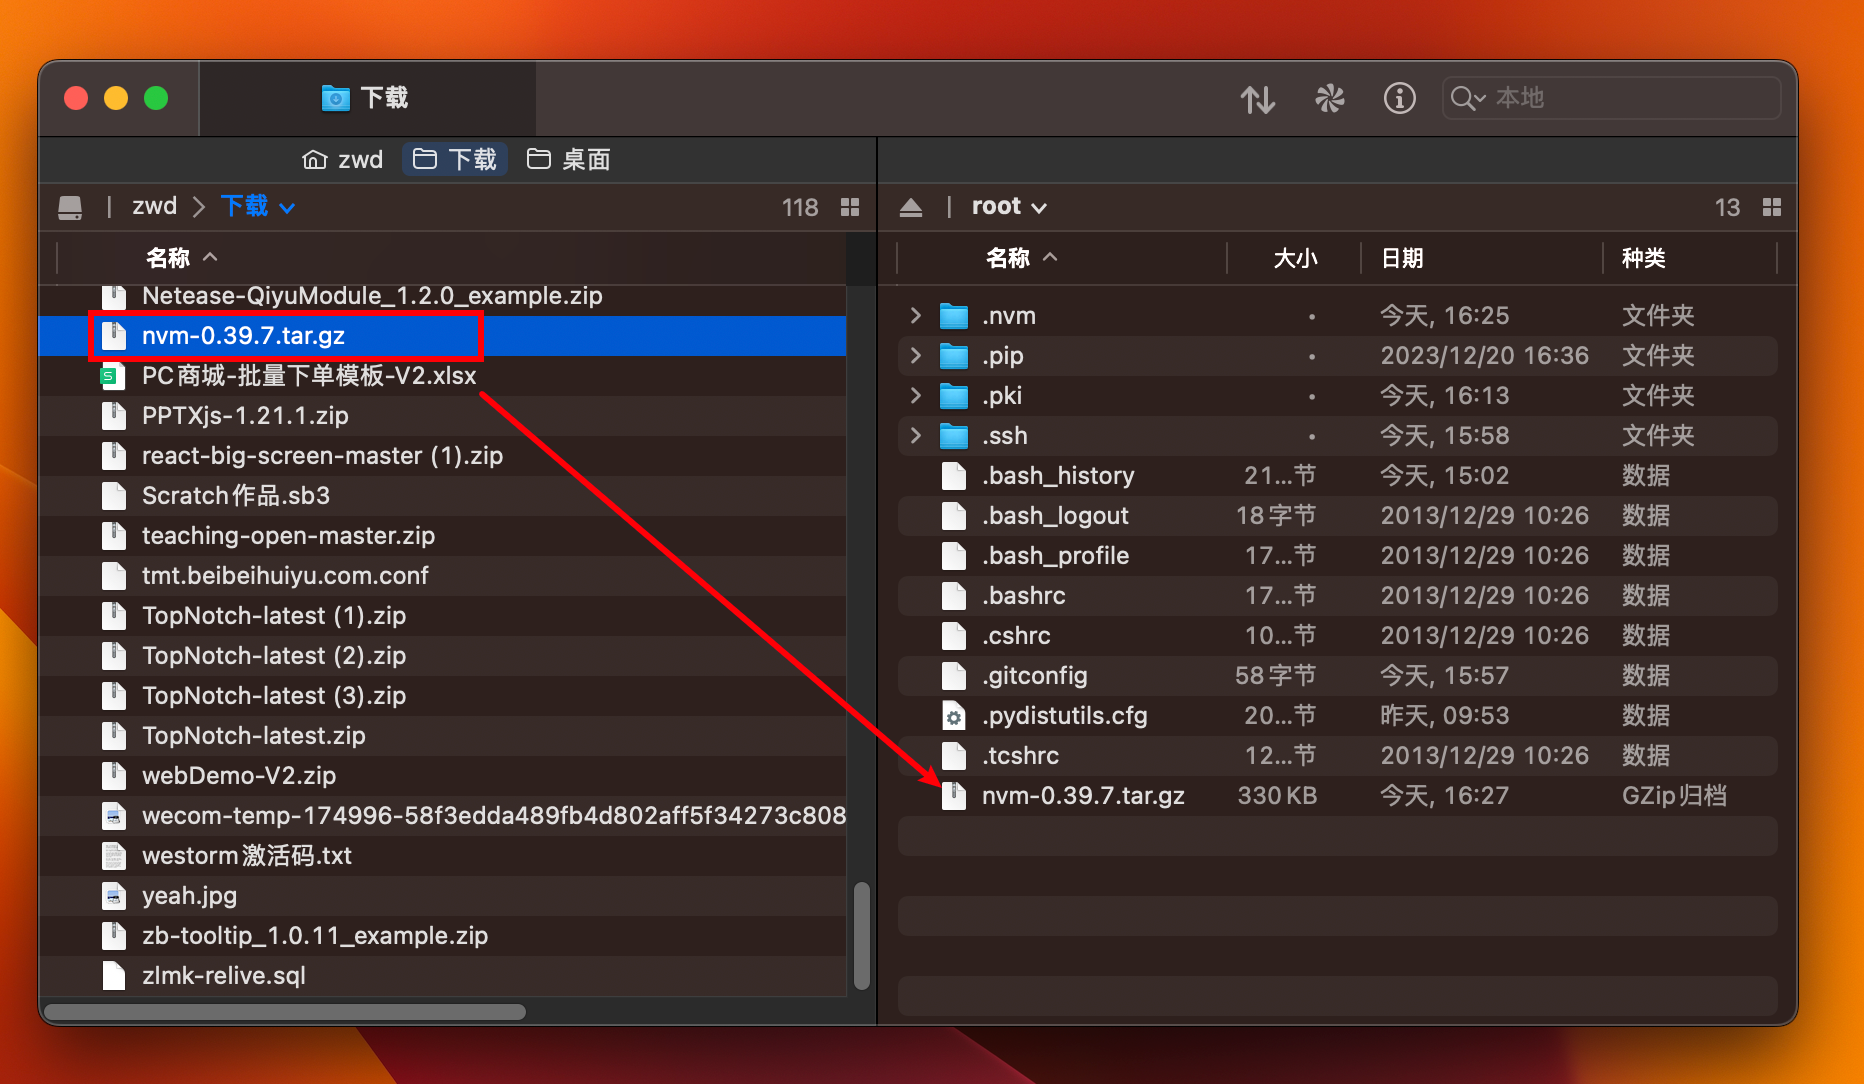 下载
本地
zwd 下载 桌面
zwd 下载 118
root 13
名称
Netease-QiyuModule_1.2.0_example.zip
nvm-0.39.7.tar.gz
PC商城-批量下单模板-V2.xlsx
PPTXjs-1.21.1.zip
react-big-screen-master (1).zip
Scratch作品.sb3
teaching-open-master.zip
tmt.beibeihuiyu.com.conf
TopNotch-latest (1).zip
TopNotch-latest (2).zip
TopNotch-latest (3).zip
TopNotch-latest.zip
webDemo-V2.zip
wecom-temp-174996-58f3edda489fb4d802aff5f34273c808
westorm激活码.txt
yeah.jpg
zb-tooltip_1.0.11_example.zip
zlmk-relive.sql
名称 大小 日期 种类
.nvm • 今天, 16:25 文件夹
.pip • 2023/12/20 16:36 文件夹
.pki • 今天, 16:13 文件夹
.ssh • 今天, 15:58 文件夹
.bash_history 21...节 今天, 15:02 数据
.bash_logout 18字节 2013/12/29 10:26 数据
.bash_profile 17...节 2013/12/29 10:26 数据
.bashrc 17...节 2013/12/29 10:26 数据
.cshrc 10...节 2013/12/29 10:26 数据
.gitconfig 58字节 今天, 15:57 数据
.pydistutils.cfg 20...节 昨天, 09:53 数据
.tcshrc 12...节 2013/12/29 10:26 数据
nvm-0.39.7.tar.gz 330 KB 今天, 16:27 GZip归档